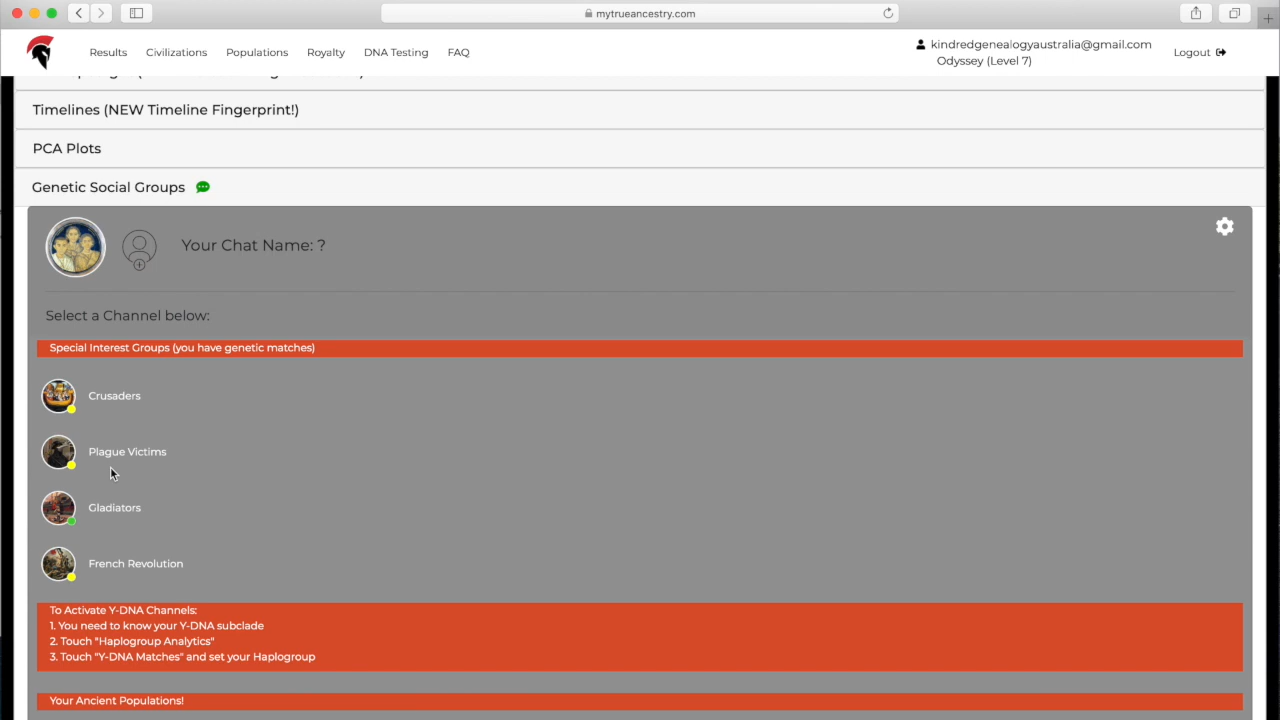 mytrueancestry.com
Results Civilizations Populations Royalty DNA Testing FAQ
kindredgenealogyaustralia@gmail.com
Odyssey (Level 7)
Logout
Timelines (NEW Timeline Fingerprint!)
PCA Plots
Genetic Social Groups
Your Chat Name: ?
Select a Channel below:
Special Interest Groups (you have genetic matches)
Crusaders
Plague Victims
Gladiators
French Revolution
To Activate Y-DNA Channels:
1. You need to know your Y-DNA subclade
2. Touch "Haplogroup Analytics"
3. Touch "Y-DNA Matches" and set your Haplogroup
Your Ancient Populations!